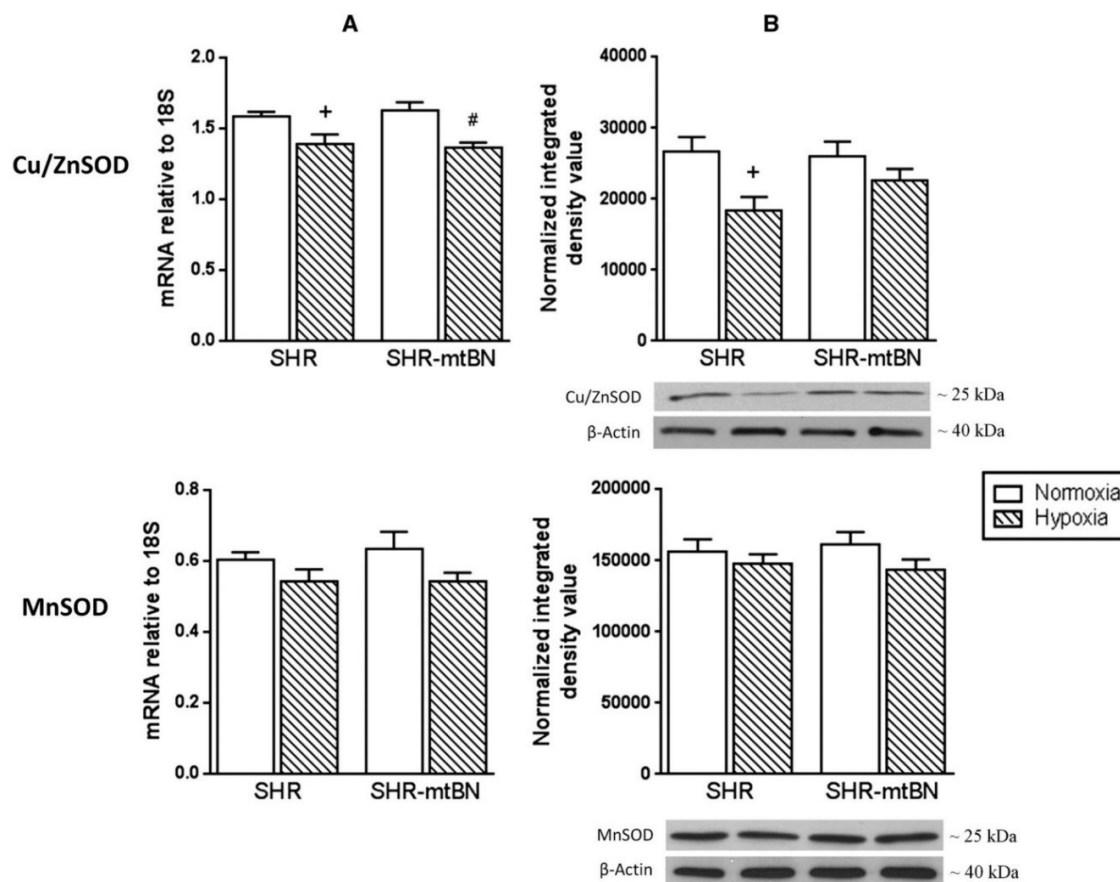 A
B
Cu/ZnSOD
mRNA relative to 18S
2.0
1.5
1.0
0.5
0.0
+
#
SHR
SHR-mtBN
Normalized integrated
density value
40000
30000
20000
10000
0
+
SHR
SHR-mtBN
Cu/ZnSOD
~ 25 kDa
β-Actin
~ 40 kDa
MnSOD
mRNA relative to 18S
0.8
0.6
0.4
0.2
0.0
SHR
SHR-mtBN
Normalized integrated
density value
200000
150000
100000
50000
0
SHR
SHR-mtBN
Normoxia
Hypoxia
MnSOD
~ 25 kDa
β-Actin
~ 40 kDa